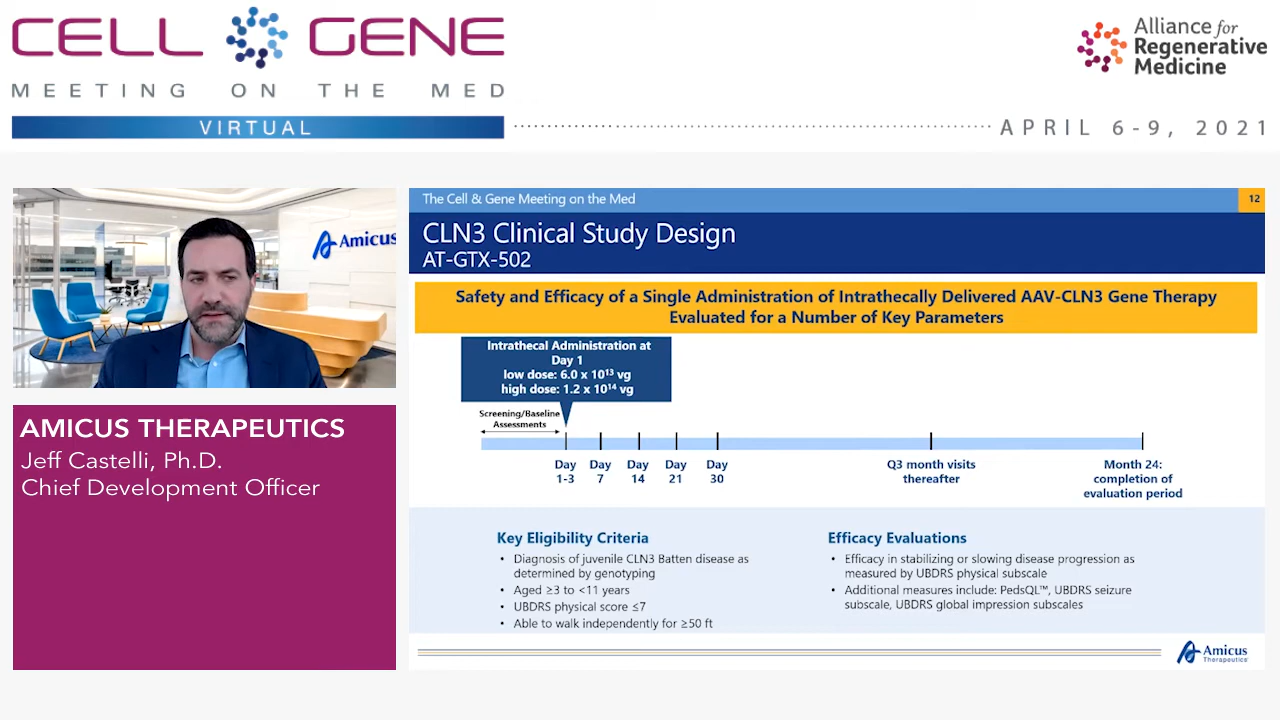 CELL GENE
MEETING ON THE MED
VIRTUAL
Alliance for
Regenerative
Medicine
APRIL 6-9, 2021
Amicus
AMICUS THERAPEUTICS
Jeff Castelli, Ph.D.
Chief Development Officer
The Cell & Gene Meeting on the Med
12
CLN3 Clinical Study Design
AT-GTX-502
Safety and Efficacy of a Single Administration of Intrathecally Delivered AAV-CLN3 Gene Therapy
Evaluated for a Number of Key Parameters
Intrathecal Administration at
Day 1
low dose: 6.0 x 10¹³ vg
high dose: 1.2 x 10¹⁴ vg
Screening/Baseline
Assessments
Day
1-3
Day
7
Day
14
Day
21
Day
30
Q3 month visits
thereafter
Month 24:
completion of
evaluation period
Key Eligibility Criteria
• Diagnosis of juvenile CLN3 Batten disease as
determined by genotyping
• Aged ≥3 to <11 years
• UBDRS physical score ≤7
• Able to walk independently for ≥50 ft
Efficacy Evaluations
• Efficacy in stabilizing or slowing disease progression as
measured by UBDRS physical subscale
• Additional measures include: PedsQL™, UBDRS seizure
subscale, UBDRS global impression subscales
Amicus
Therapeutics